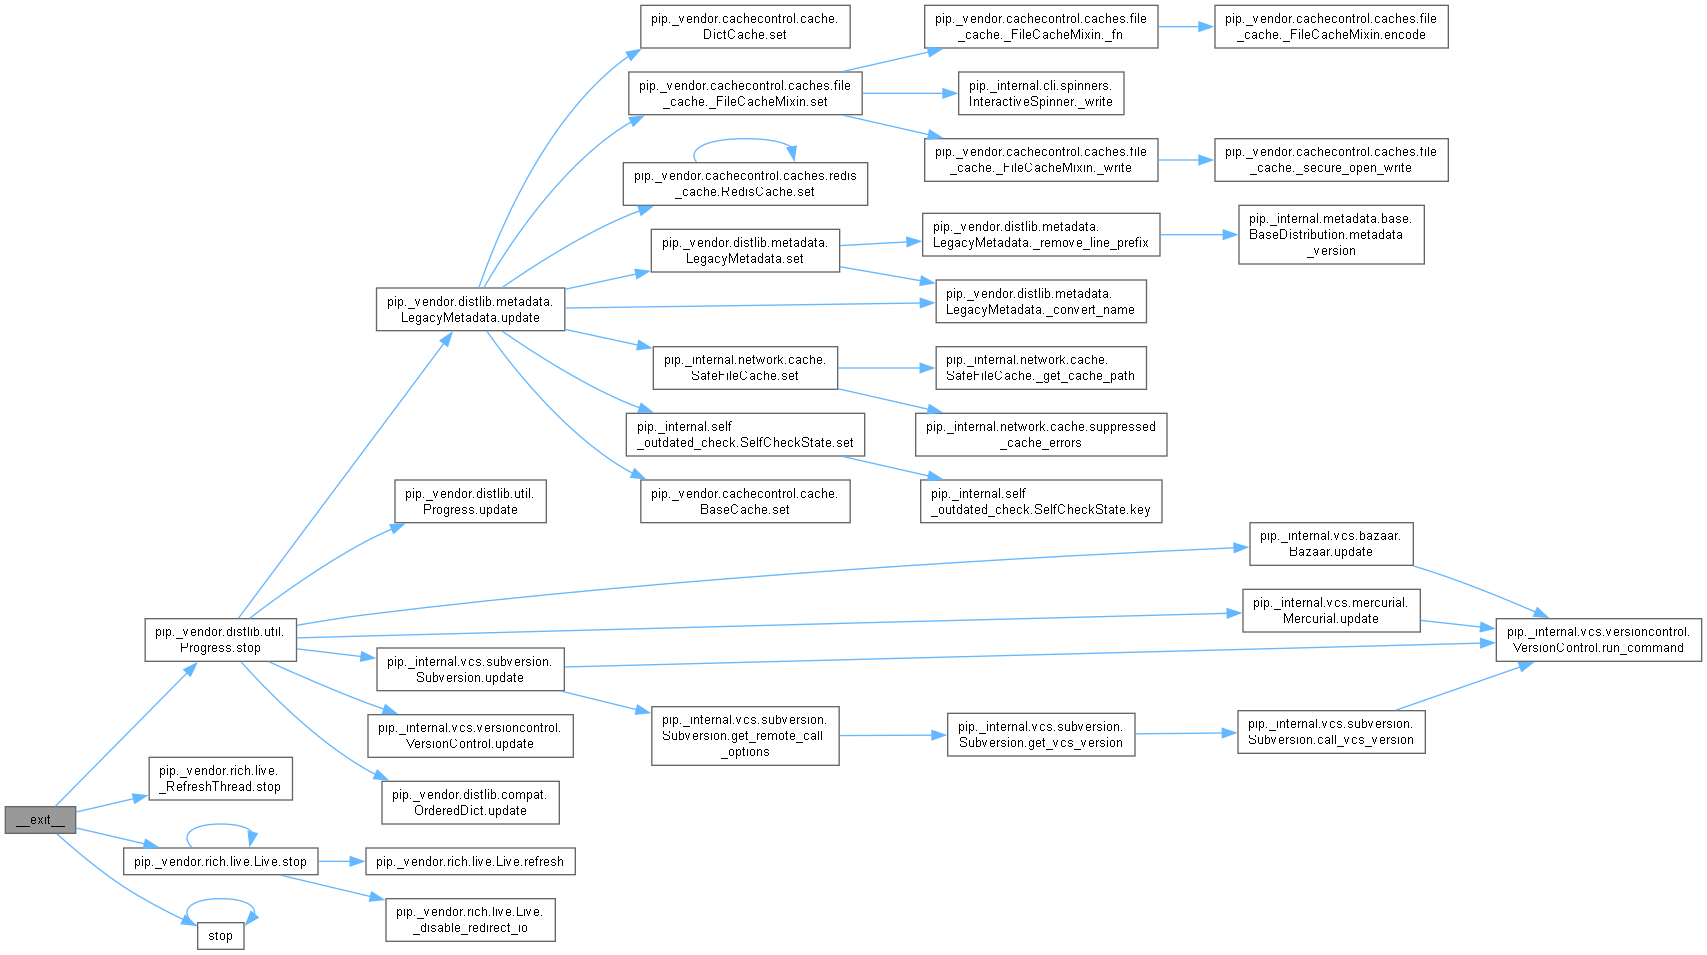 pip._vendor.cachecontrol.cache.
DictCache.set
pip._vendor.cachecontrol.caches.file
_cache._FileCacheMixin._fn
pip._vendor.cachecontrol.caches.file
_cache._FileCacheMixin.encode
pip._vendor.cachecontrol.caches.file
_cache._FileCacheMixin.set
pip._internal.cli.spinners.
InteractiveSpinner._write
pip._vendor.cachecontrol.caches.file
_cache._FileCacheMixin._write
pip._vendor.cachecontrol.caches.file
_cache._secure_open_write
pip._vendor.cachecontrol.caches.redis
_cache.RedisCache.set
pip._vendor.distlib.metadata.
LegacyMetadata.set
pip._vendor.distlib.metadata.
LegacyMetadata._remove_line_prefix
pip._internal.metadata.base.
BaseDistribution.metadata
_version
pip._vendor.distlib.metadata.
LegacyMetadata.update
pip._vendor.distlib.metadata.
LegacyMetadata._convert_name
pip._internal.network.cache.
SafeFileCache.set
pip._internal.network.cache.
SafeFileCache._get_cache_path
pip._internal.self
_outdated_check.SelfCheckState.set
pip._internal.network.cache.suppressed
_cache_errors
pip._vendor.cachecontrol.cache.
BaseCache.set
pip._internal.self
_outdated_check.SelfCheckState.key
pip._vendor.distlib.util.
Progress.update
pip._internal.vcs.bazaar.
Bazaar.update
pip._internal.vcs.mercurial.
Mercurial.update
pip._vendor.distlib.util.
Progress.stop
pip._internal.vcs.versioncontrol.
VersionControl.run_command
pip._internal.vcs.subversion.
Subversion.update
pip._internal.vcs.versioncontrol.
VersionControl.update
pip._internal.vcs.subversion.
Subversion.get_remote_call
_options
pip._internal.vcs.subversion.
Subversion.get_vcs_version
pip._internal.vcs.subversion.
Subversion.call_vcs_version
pip._vendor.rich.live.
_RefreshThread.stop
pip._vendor.distlib.compat.
OrderedDict.update
__exit__
pip._vendor.rich.live.Live.stop
pip._vendor.rich.live.Live.refresh
pip._vendor.rich.live.Live.
_disable_redirect_io
stop